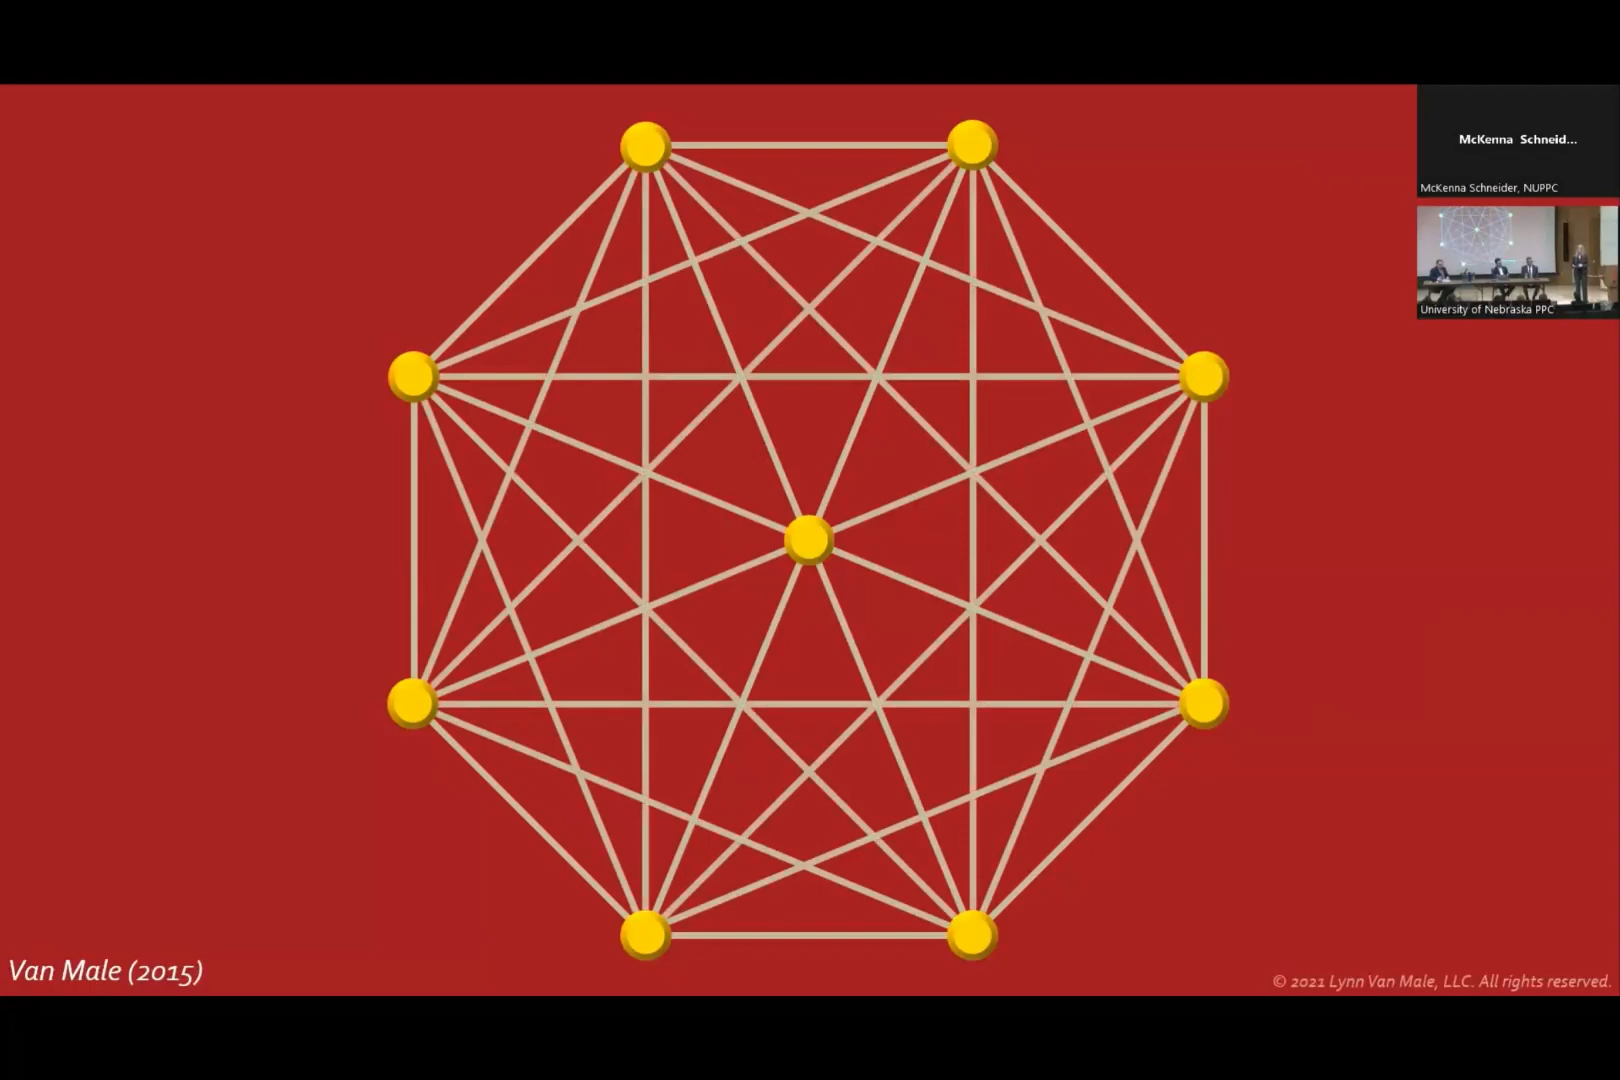 McKenna Schneid...
McKenna Schneider, NUPPC
University of Nebraska PPC
Van Male (2015)
© 2021 Lynn Van Male, LLC. All rights reserved.